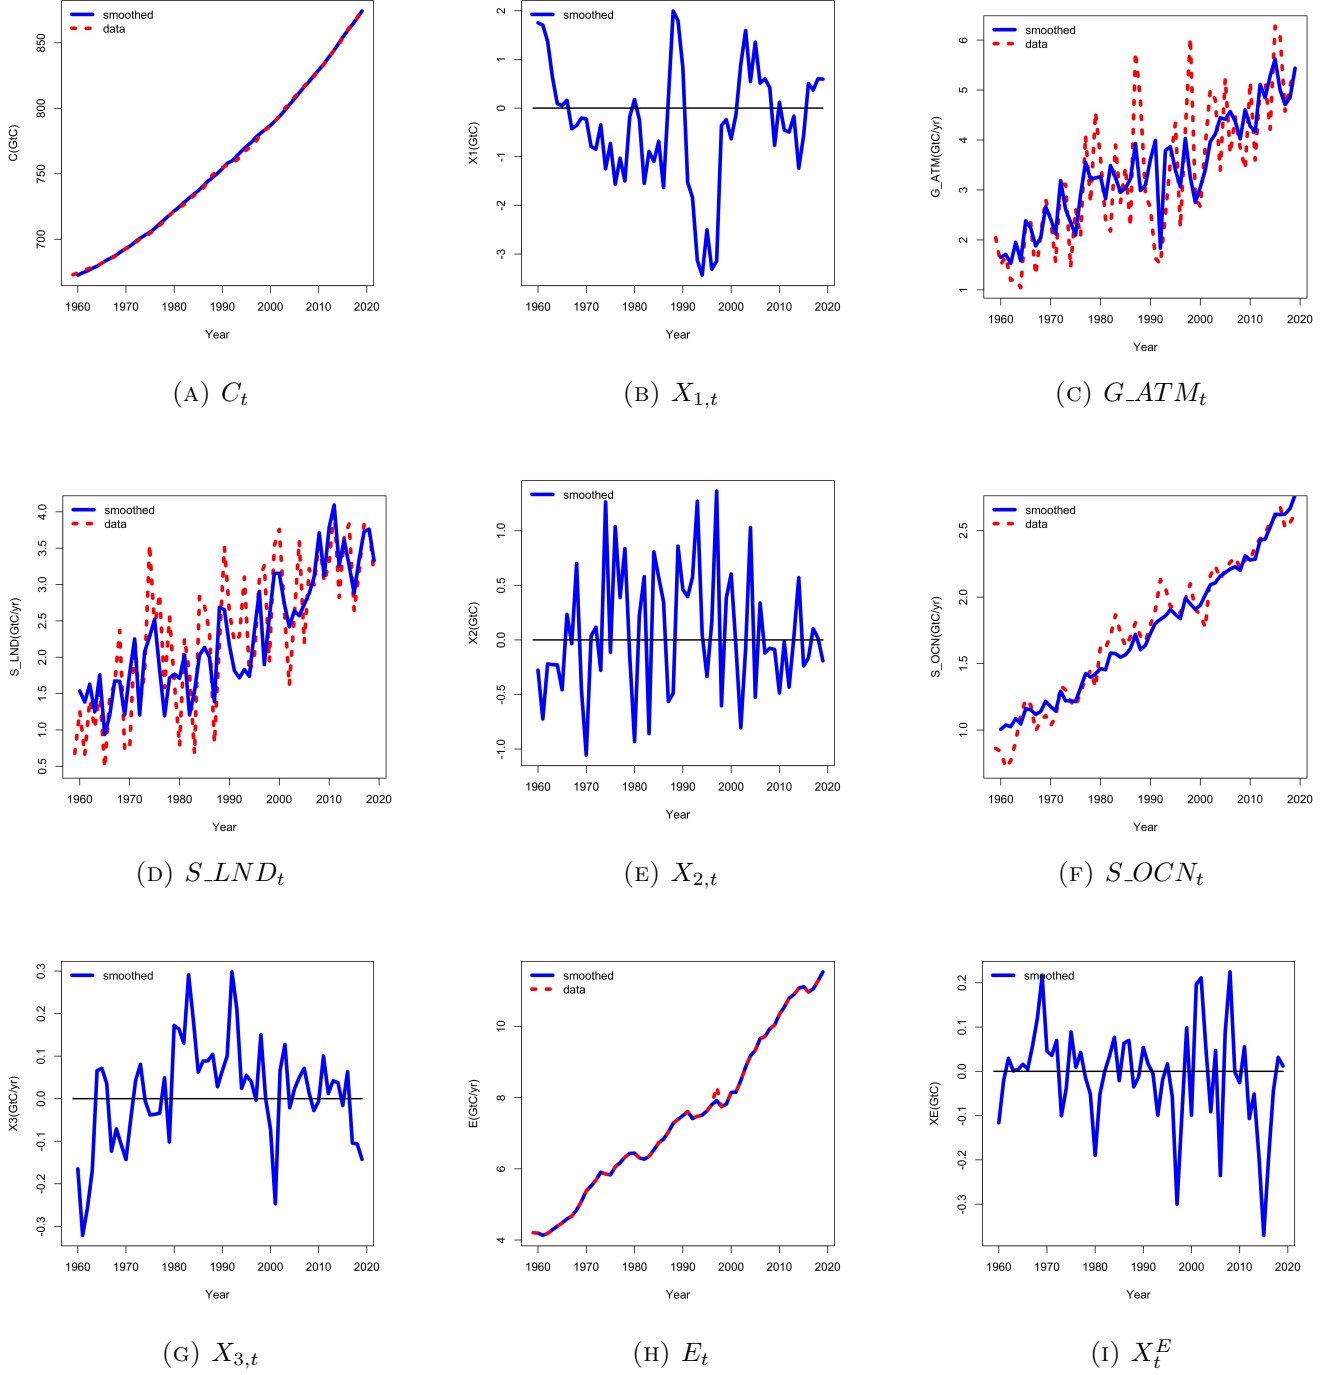 smoothed
data
C(GtC)
850
800
750
700
1960 1970 1980 1990 2000 2010 2020
Year
(A) C_t
smoothed
X1(GtC)
2
1
0
-1
-2
-3
1960 1970 1980 1990 2000 2010 2020
Year
(B) X_{1,t}
smoothed
data
G_ATM(GtC/yr)
6
5
4
3
2
1
1960 1970 1980 1990 2000 2010 2020
Year
(C) G_ATM_t
smoothed
data
S_LND(GtC/yr)
4.0
3.5
3.0
2.5
2.0
1.5
1.0
0.5
1960 1970 1980 1990 2000 2010 2020
Year
(D) S_LND_t
smoothed
X2(GtC)
1.0
0.5
0.0
-0.5
-1.0
1960 1970 1980 1990 2000 2010 2020
Year
(E) X_{2,t}
smoothed
data
S_OCN(GtC/yr)
2.5
2.0
1.5
1.0
1960 1970 1980 1990 2000 2010 2020
Year
(F) S_OCN_t
smoothed
X3(GtC/yr)
0.3
0.2
0.1
0.0
-0.1
-0.2
-0.3
1960 1970 1980 1990 2000 2010 2020
Year
(G) X_{3,t}
smoothed
data
E(GtC/yr)
10
8
6
4
1960 1970 1980 1990 2000 2010 2020
Year
(H) E_t
smoothed
XE(GtC)
0.2
0.1
0.0
-0.1
-0.2
-0.3
1960 1970 1980 1990 2000 2010 2020
Year
(I) X_t^E